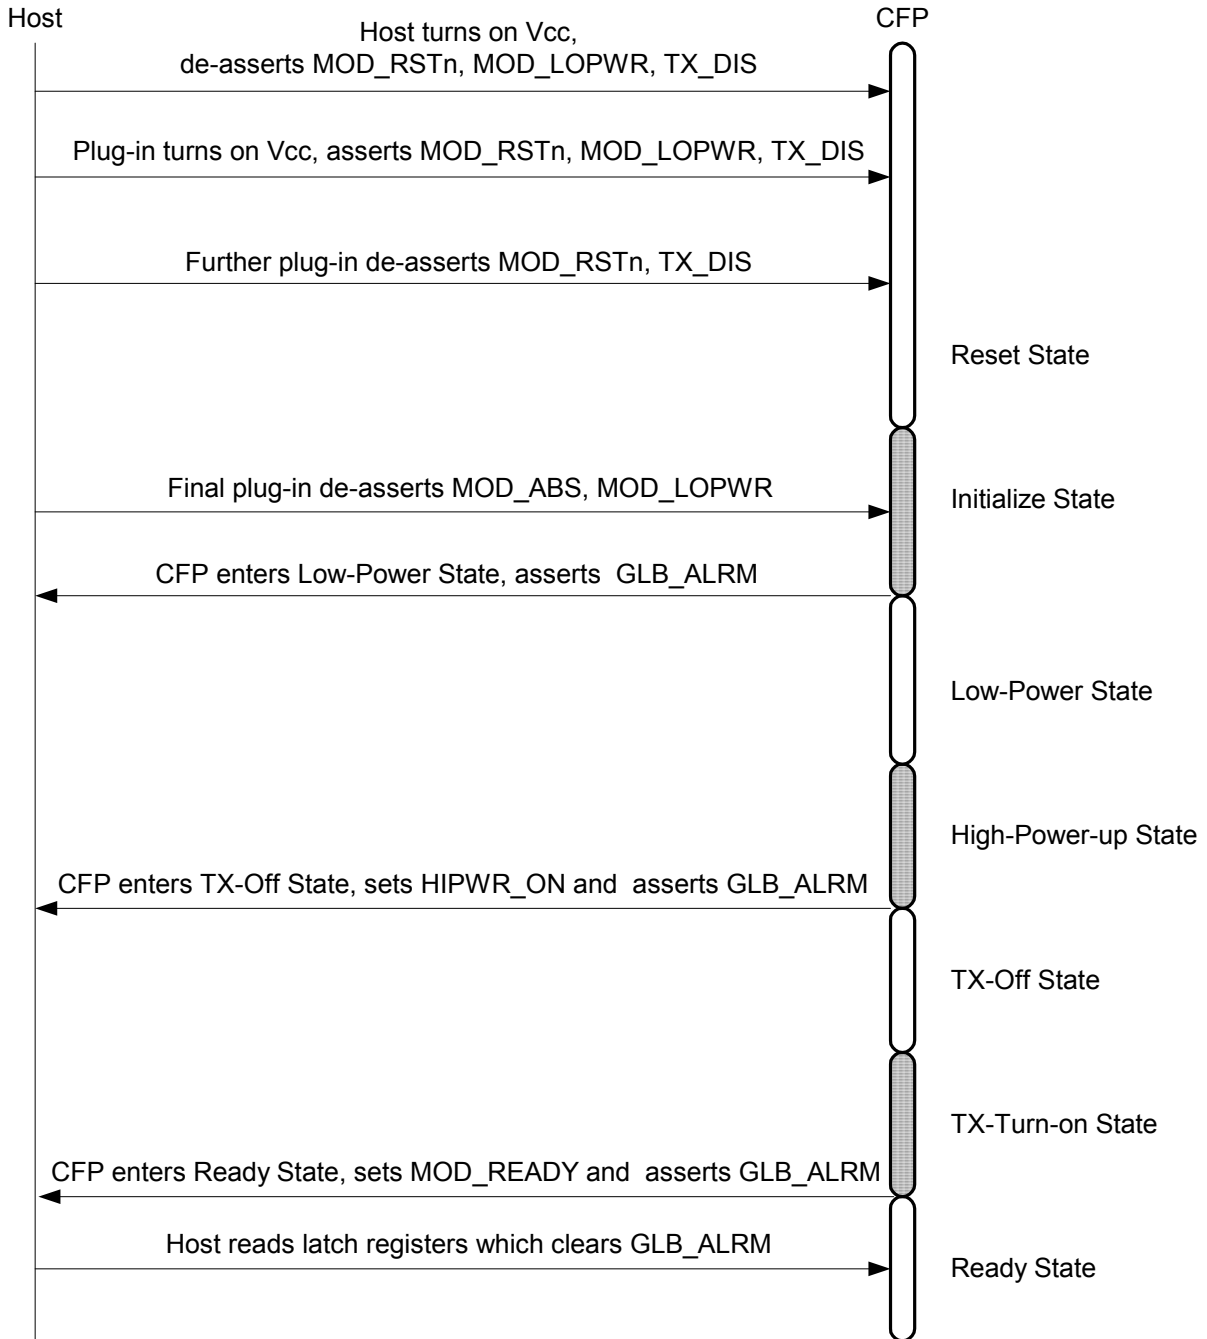 Host
CFP
Host turns on Vcc,
de-asserts MOD_RSTn, MOD_LOPWR, TX_DIS
Plug-in turns on Vcc, asserts MOD_RSTn, MOD_LOPWR, TX_DIS
Further plug-in de-asserts MOD_RSTn, TX_DIS
Reset State
Final plug-in de-asserts MOD_ABS, MOD_LOPWR
Initialize State
CFP enters Low-Power State, asserts GLB_ALRM
Low-Power State
High-Power-up State
CFP enters TX-Off State, sets HIPWR_ON and asserts GLB_ALRM
TX-Off State
TX-Turn-on State
CFP enters Ready State, sets MOD_READY and asserts GLB_ALRM
Host reads latch registers which clears GLB_ALRM
Ready State